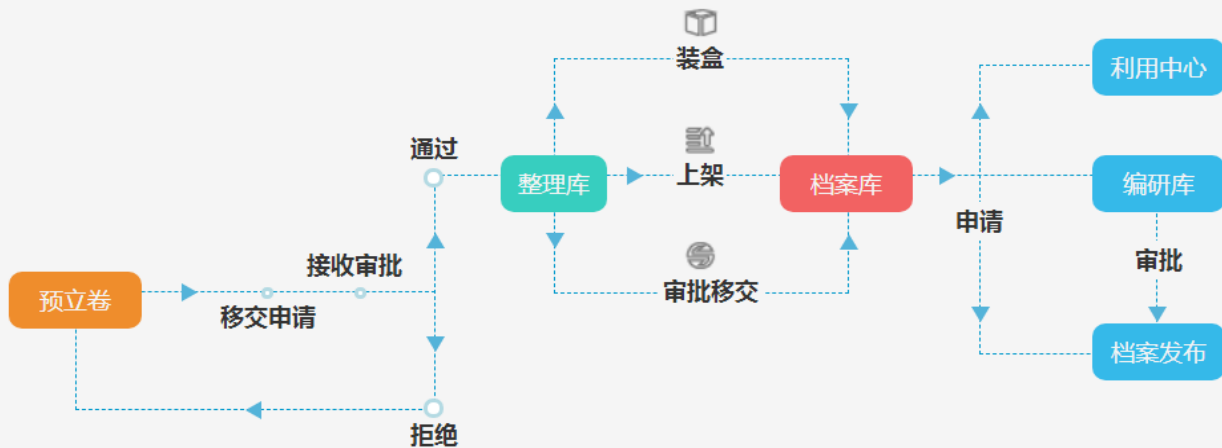 装盒
利用中心
通过
上架
整理库
档案库
编研库
申请
接收审批
审批
预立卷
移交申请
审批移交
档案发布
拒绝